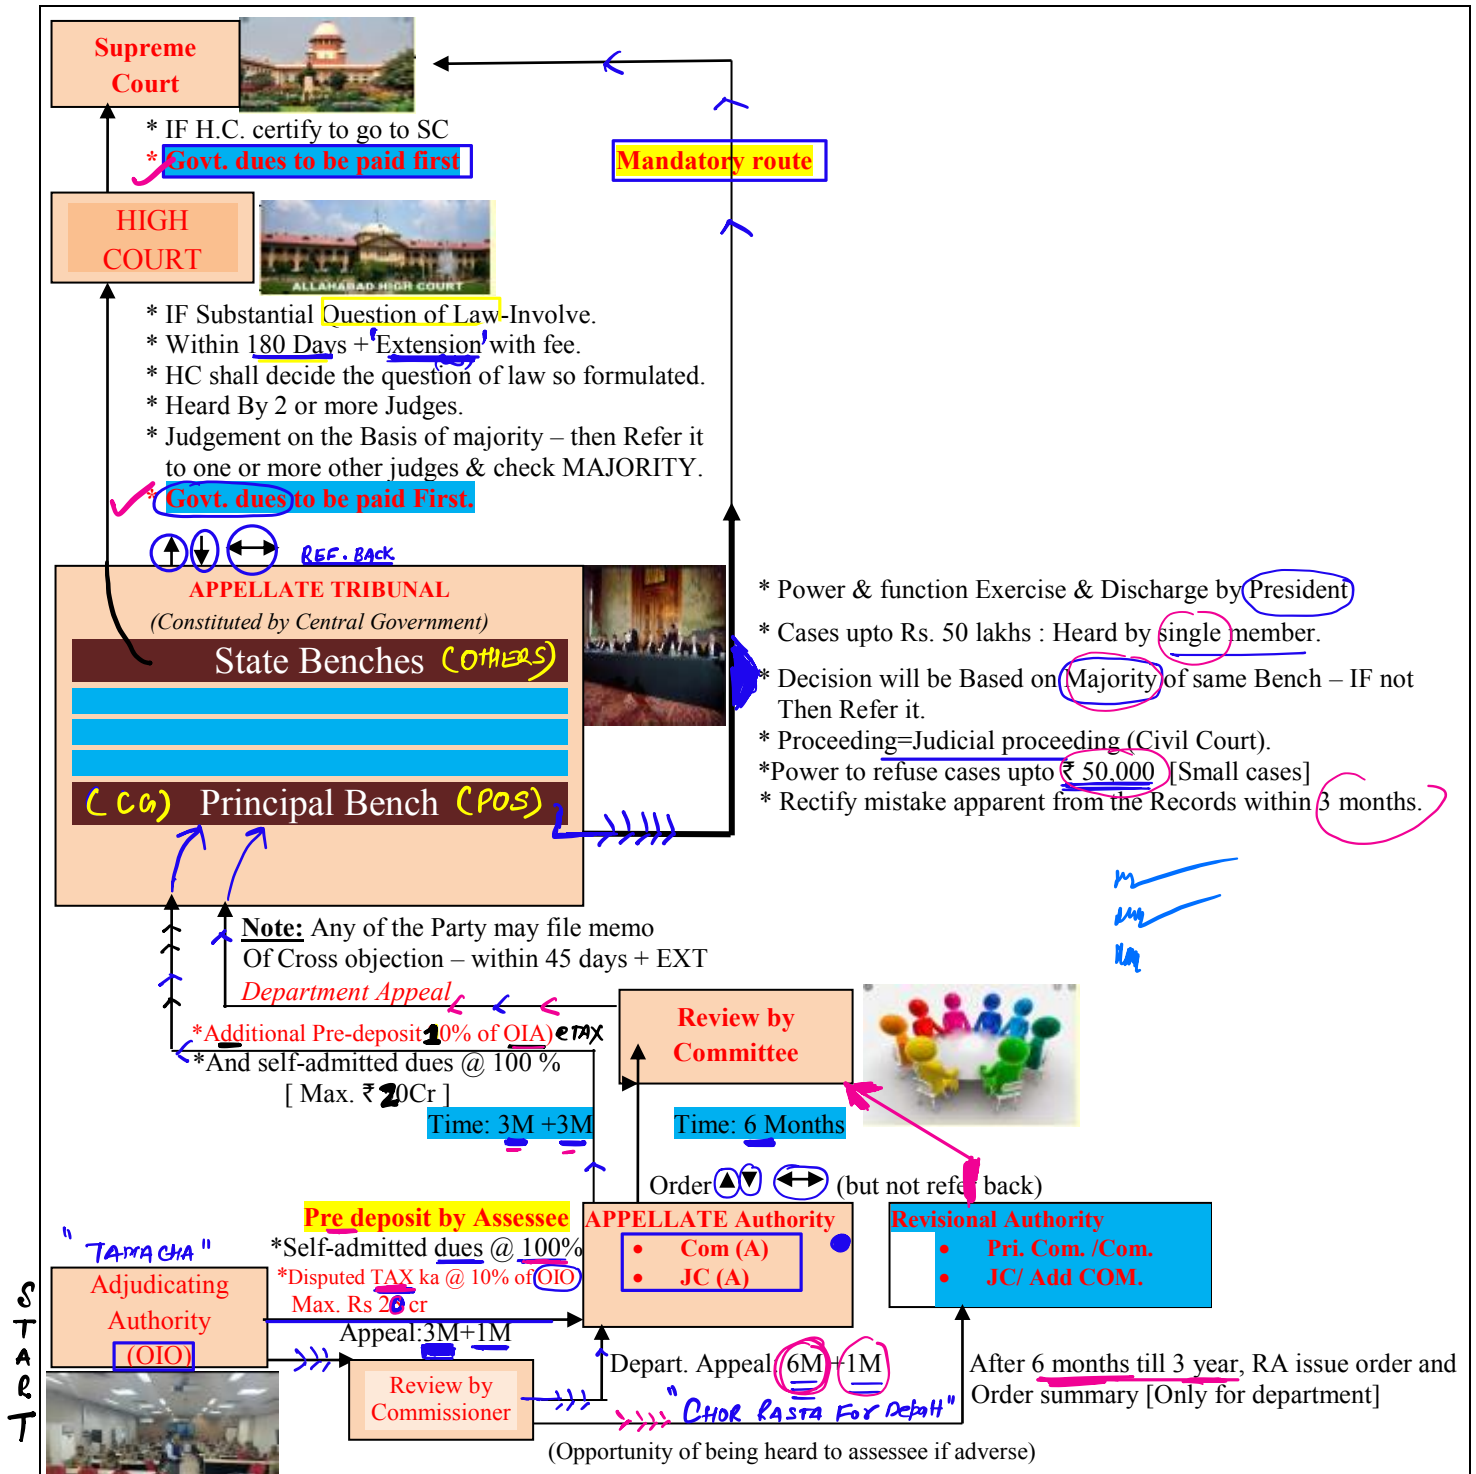 Supreme
Court
* IF H.C. certify to go to SC
* Govt. dues to be paid first
Mandatory route
HIGH
COURT
ALLAHABAD HIGH COURT
* IF Substantial Question of Law-Involve.
* Within 180 Days + 'Extension' with fee.
* HC shall decide the question of law so formulated.
* Heard By 2 or more Judges.
* Judgement on the Basis of majority – then Refer it
to one or more other judges & check MAJORITY.
* Govt. dues to be paid First.
REF. BACK
APPELLATE TRIBUNAL
(Constituted by Central Government)
State Benches (OTHERS)
(CG) Principal Bench (POS)
* Power & function Exercise & Discharge by President
* Cases upto Rs. 50 lakhs : Heard by single member.
* Decision will be Based on Majority of same Bench – IF not
Then Refer it.
* Proceeding=Judicial proceeding (Civil Court).
*Power to refuse cases upto ₹ 50,000 [Small cases]
* Rectify mistake apparent from the Records within 3 months.
Note: Any of the Party may file memo
Of Cross objection – within 45 days + EXT
Department Appeal
*Additional Pre-deposit 10% of OIA) @TAX
*And self-admitted dues @ 100 %
[ Max. ₹ 20Cr ]
Time: 3M +3M
Review by
Committee
Time: 6 Months
Order (but not refer back)
Pre deposit by Assessee
*Self-admitted dues @ 100%
*Disputed TAX ka @ 10% of OIO
Max. Rs 20 cr
Appeal:3M+1M
APPELLATE Authority
• Com (A)
• JC (A)
Revisional Authority
• Pri. Com. /Com.
• JC/ Add COM.
"TAMACHA"
START
Adjudicating
Authority
(OIO)
Review by
Commissioner
Depart. Appeal: 6M+1M
"CHOR RASTA FOR Deptt"
After 6 months till 3 year, RA issue order and
Order summary [Only for department]
(Opportunity of being heard to assessee if adverse)